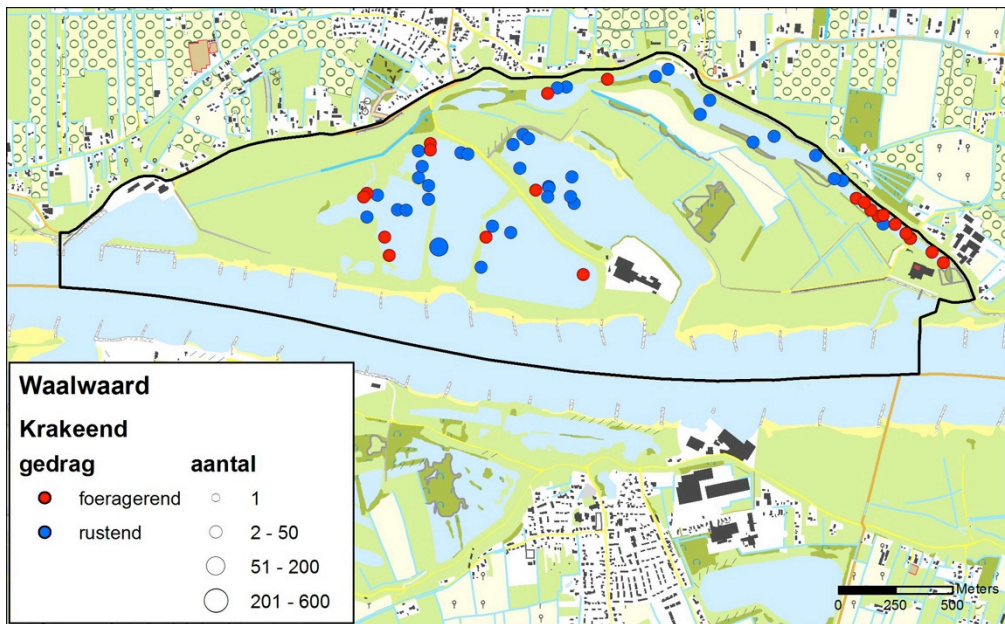 Waalwaard
Krakeend
gedrag aantal
foeragerend 1
rustend 2 - 50
51 - 200
201 - 600
Meters
0 250 500